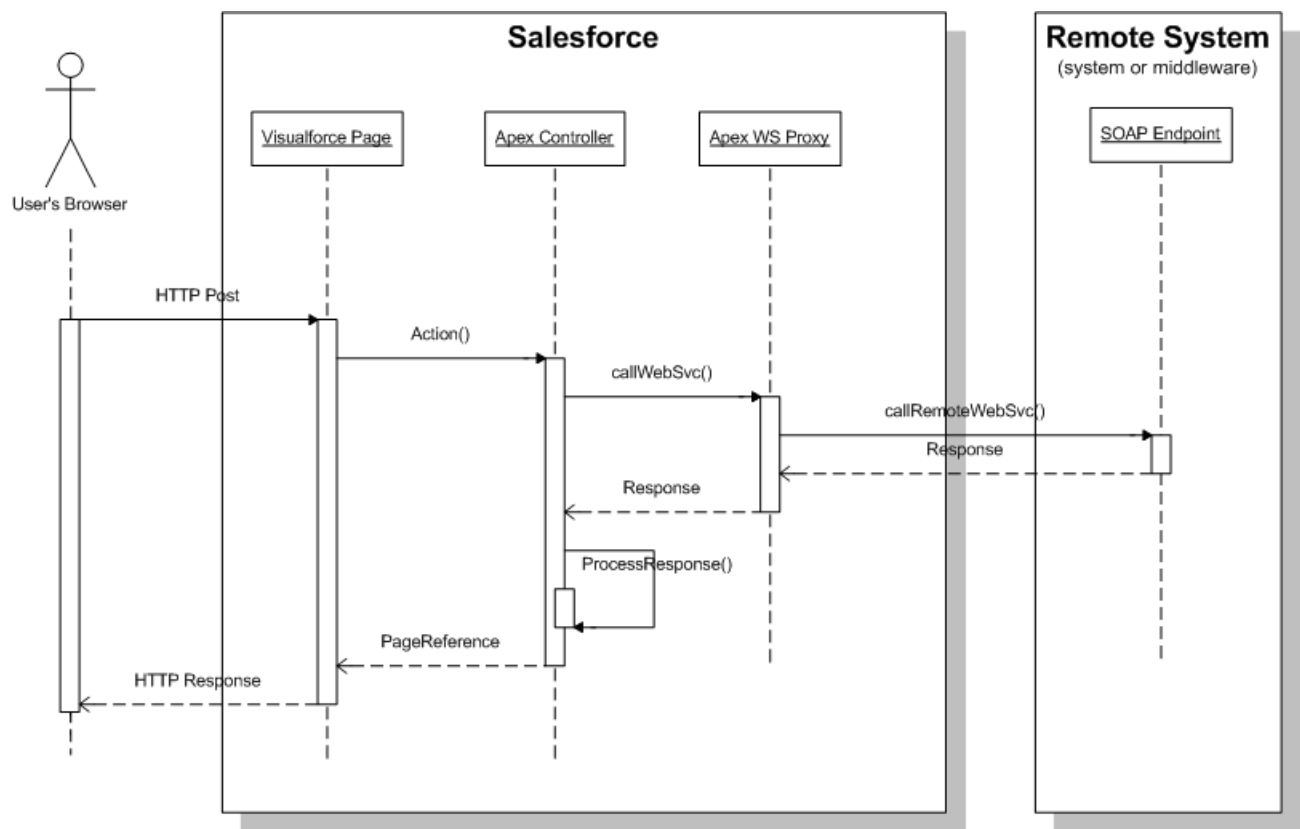 Salesforce
Remote System
(system or middleware)
Visualforce Page
Apex Controller
Apex WS Proxy
SOAP Endpoint
User's Browser
HTTP Post
Action()
callWebSvc()
callRemoteWebSvc()
Response
Response
ProcessResponse()
PageReference
HTTP Response